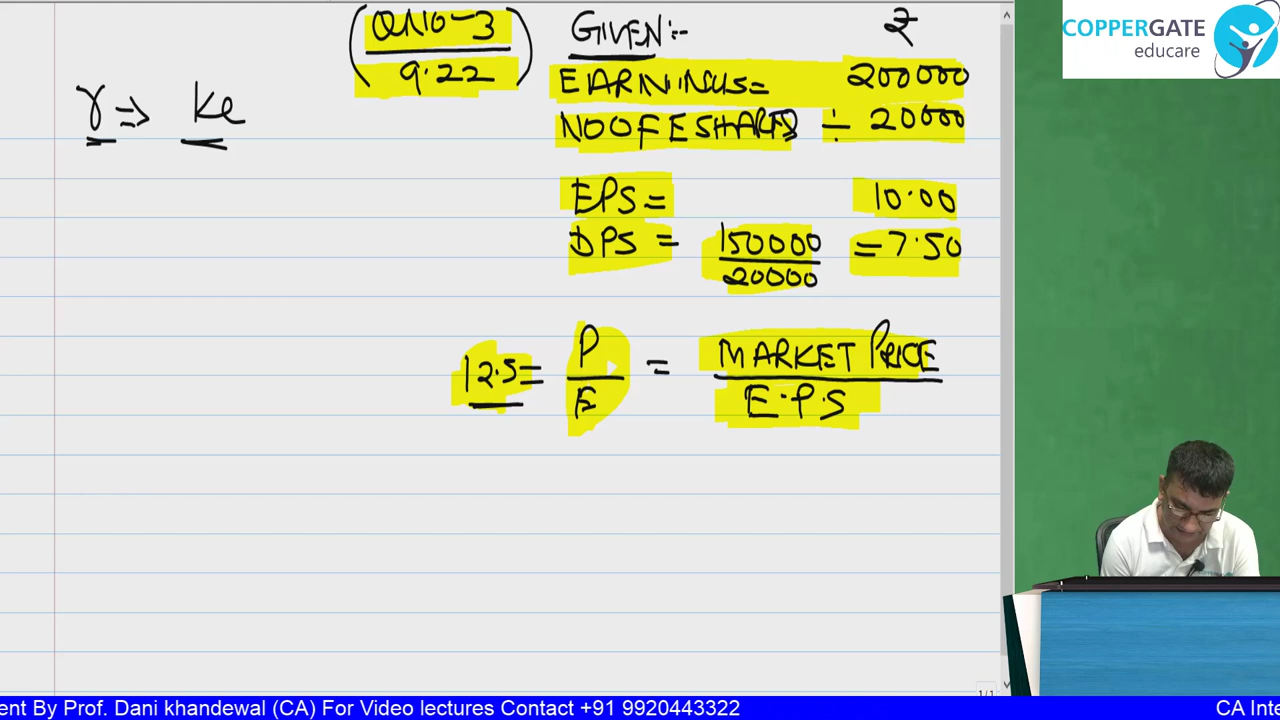 COPPERGATE
educare
QNO-3
9.22
GIVEN:-
₹
EARNINGS= 200000
NO OF E SHARES ÷ 20000
r => Ke
EPS = 10.00
DPS = 150000 / 20000 = 7.50
12.5 = P / E = MARKET PRICE / E.P.S
1/1
ent By Prof. Dani khandewal (CA) For Video lectures Contact +91 9920443322
CA Inte